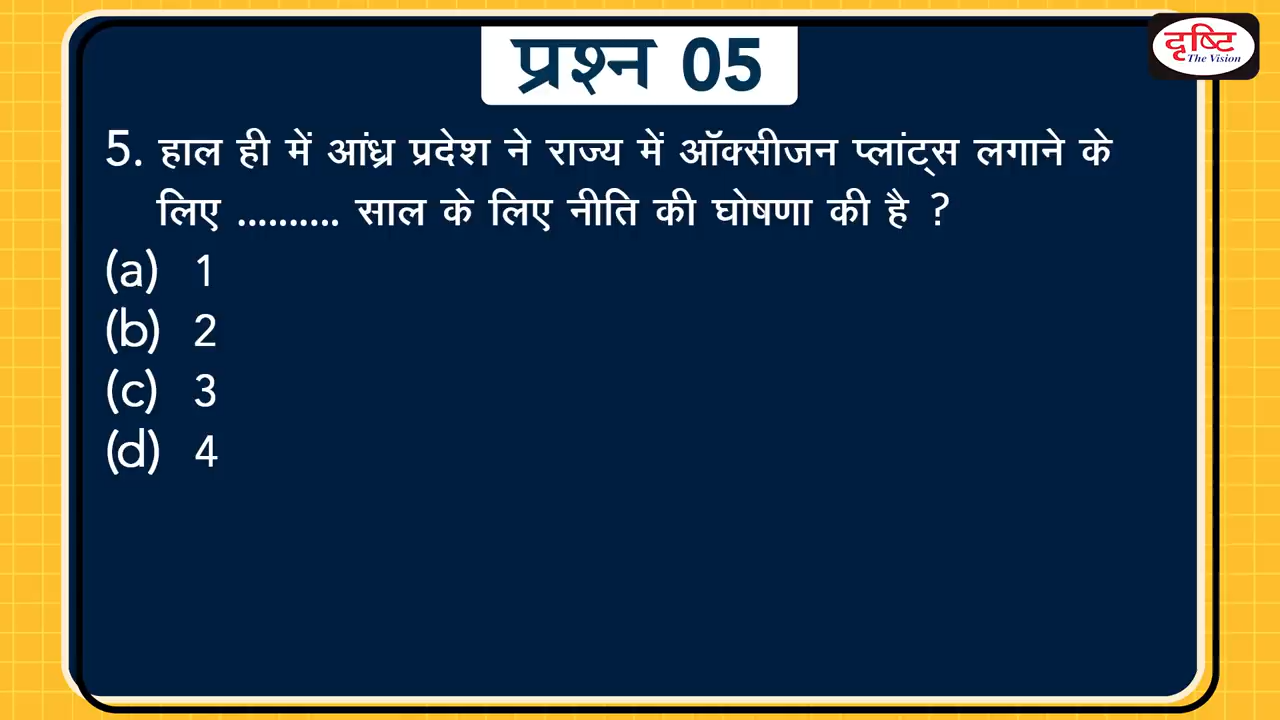 प्रश्न 05
दृष्टि
The Vision
5. हाल ही में आंध्र प्रदेश ने राज्य में ऑक्सीजन प्लांट्स लगाने के
लिए .......... साल के लिए नीति की घोषणा की है ?
(a) 1
(b) 2
(c) 3
(d) 4